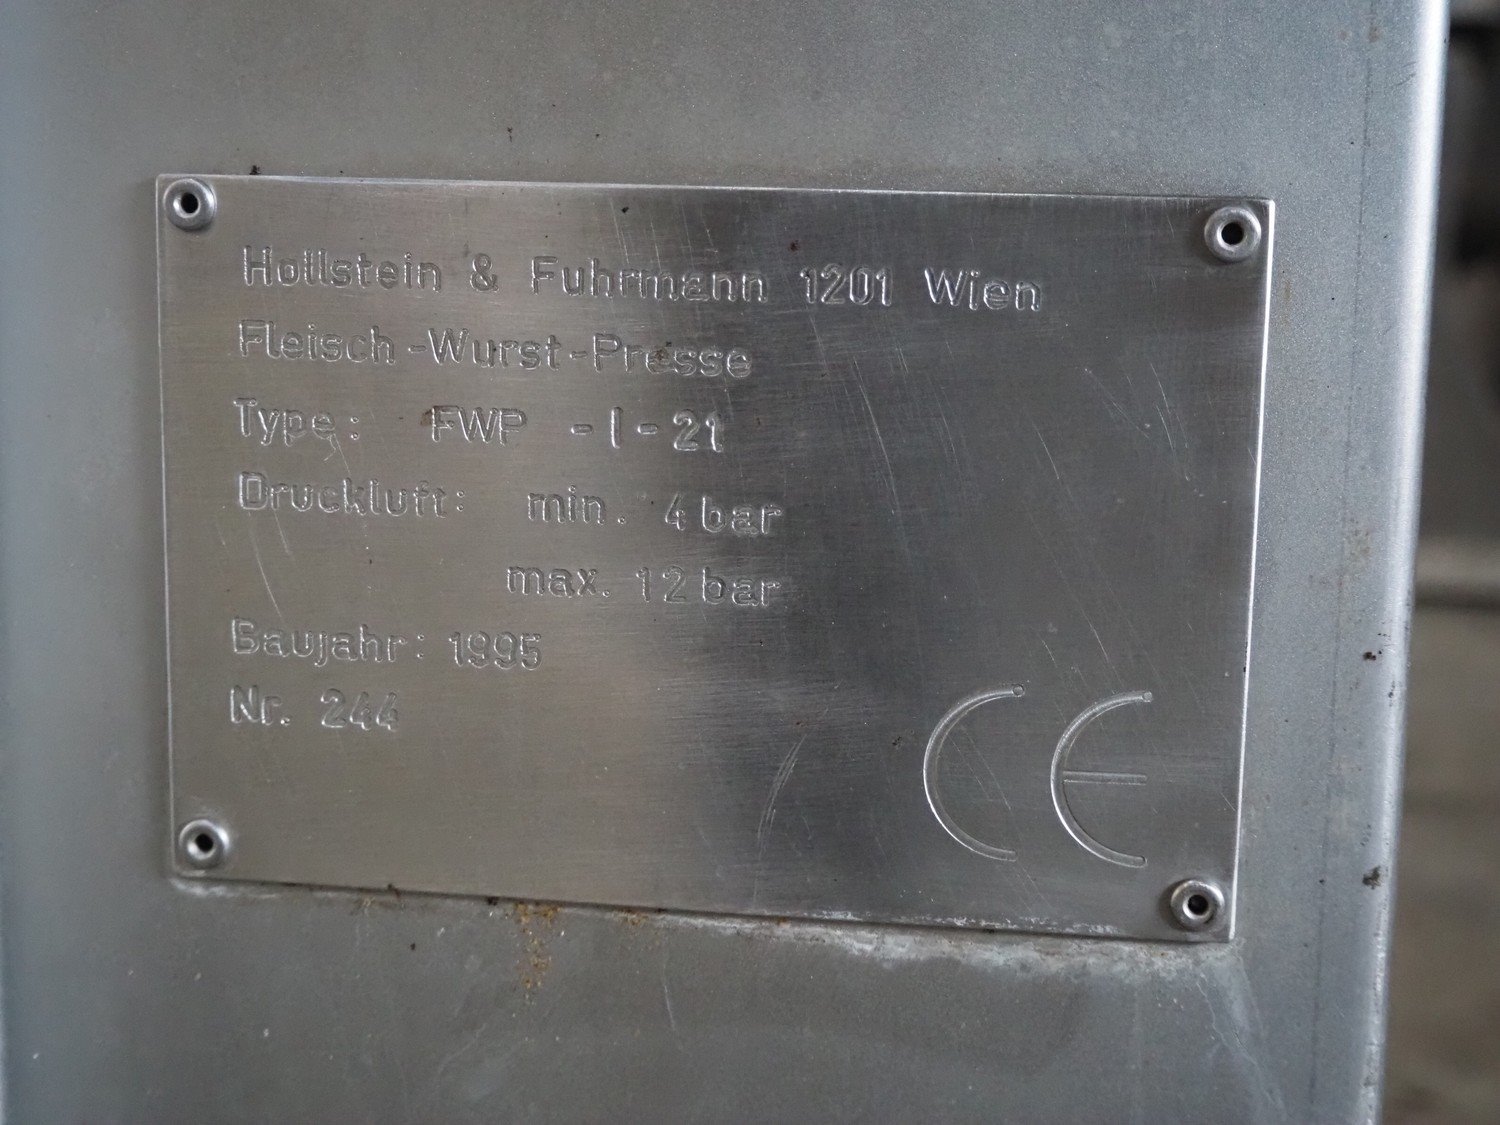 Hollstein & Fuhrmann 1201 Wien
Fleisch-Wurst-Presse
Type: FWP -I-21
Druckluft: min. 4 bar
max. 12 bar
Baujahr: 1995
Nr. 244
CE